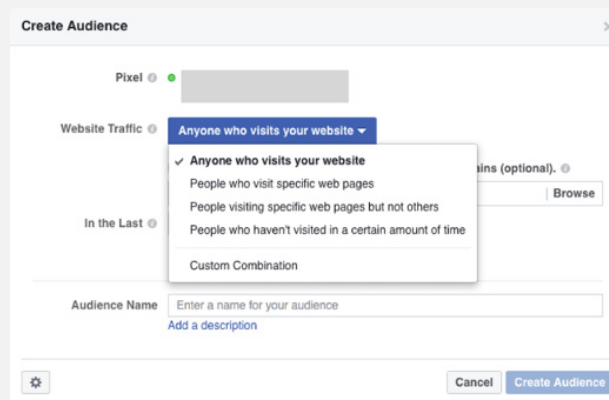 Create Audience
Pixel
Website Traffic
Anyone who visits your website
Anyone who visits your website
People who visit specific web pages
People visiting specific web pages but not others
People who haven't visited in a certain amount of time
Custom Combination
(optional).
Browse
In the Last
Audience Name
Enter a name for your audience
Add a description
Cancel
Create Audience